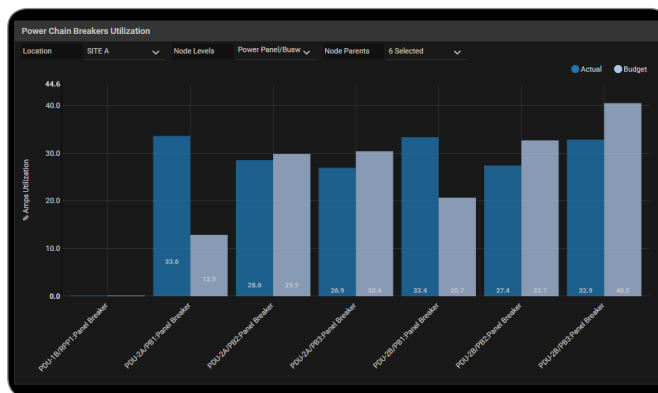 Power Chain Breakers Utilization
Location SITE A Node Levels Power Panel/Busw Node Parents 6 Selected
Actual Budget
44.6
40.0
30.0
20.0
10.0
0.0
% Amps Utilization
33.6 12.9 28.6 29.9 26.9 30.4 33.4 20.7 27.4 32.7 32.9 40.5
PDU-1B/RPP1:Panel Breaker
PDU-2A/PB1:Panel Breaker
PDU-2A/PB2:Panel Breaker
PDU-2A/PB3:Panel Breaker
PDU-2B/PB1:Panel Breaker
PDU-2B/PB2:Panel Breaker
PDU-2B/PB3:Panel Breaker